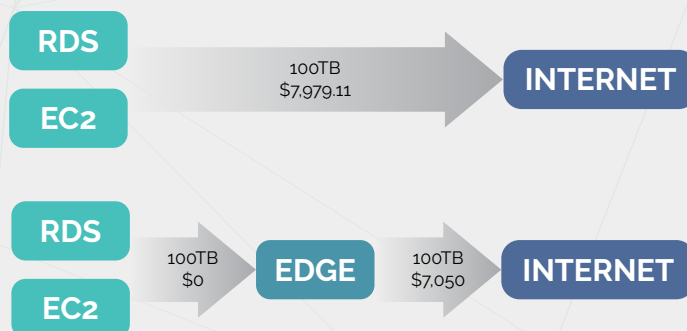 RDS
100TB
$7,979.11
INTERNET
EC2
RDS
100TB
$0
EDGE
100TB
$7,050
INTERNET
EC2